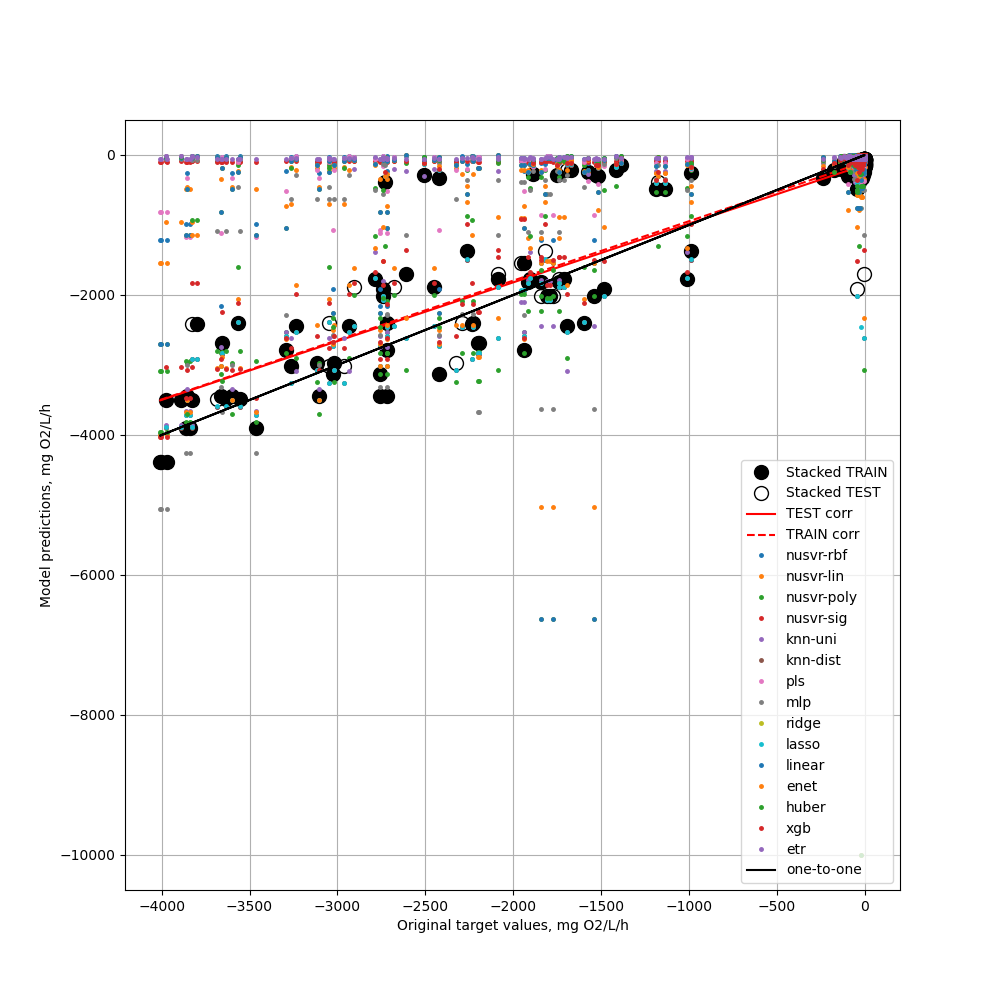 0
−2000
−4000
−6000
−8000
−10000
Model predictions, mg O2/L/h
−4000 −3500 −3000 −2500 −2000 −1500 −1000 −500 0
Original target values, mg O2/L/h
Stacked TRAIN
Stacked TEST
TEST corr
TRAIN corr
nusvr-rbf
nusvr-lin
nusvr-poly
nusvr-sig
knn-uni
knn-dist
pls
mlp
ridge
lasso
linear
enet
huber
xgb
etr
one-to-one